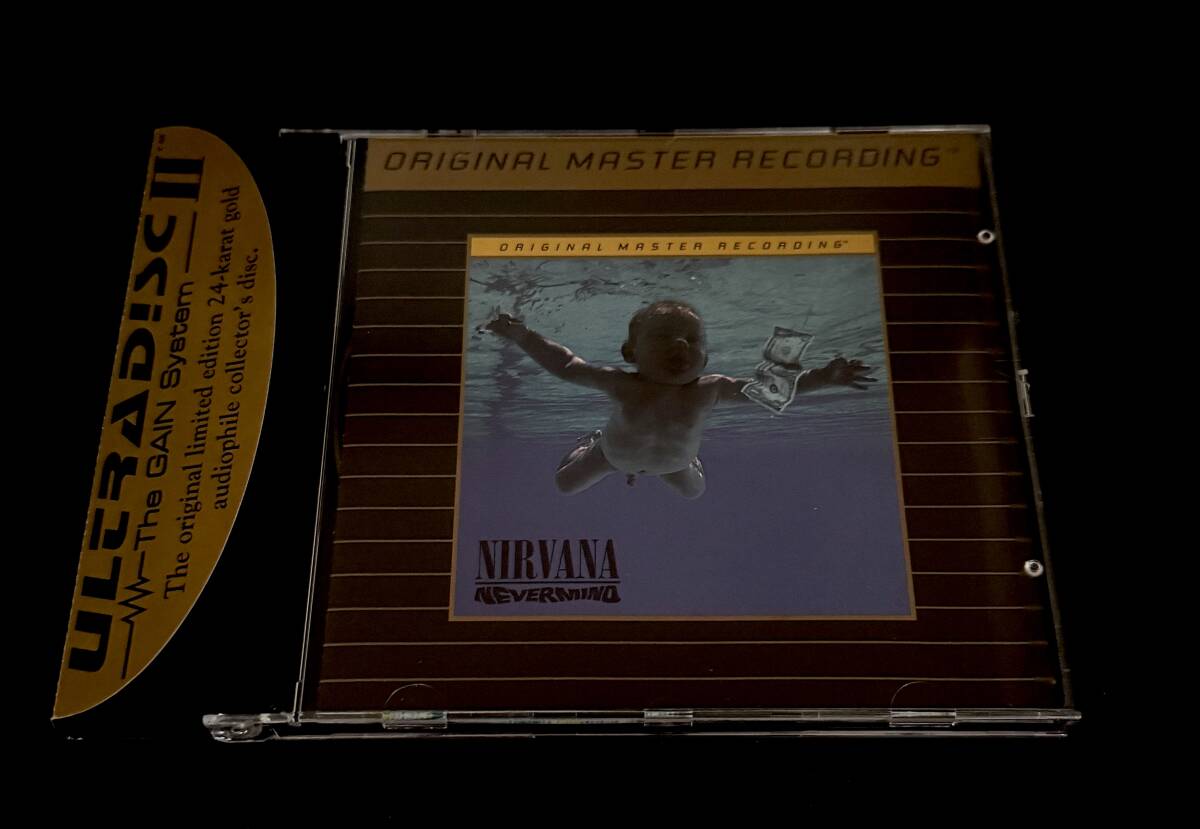 ULTRADISC II™
The GAIN System
The original limited edition 24-karat gold
audiophile collector's disc.
ORIGINAL MASTER RECORDING™
ORIGINAL MASTER RECORDING™
NIRVANA
NEVERMIND